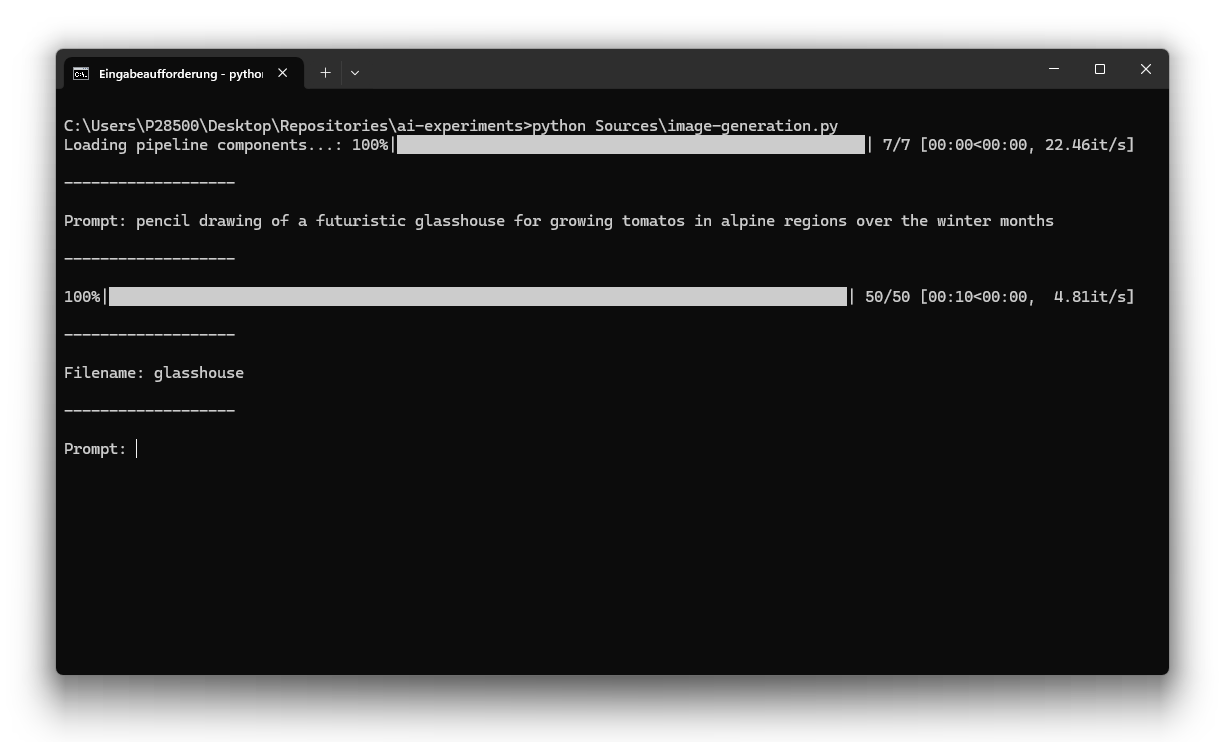 Eingabeaufforderung - python
C:\Users\P28500\Desktop\Repositories\ai-experiments>python Sources\image-generation.py
Loading pipeline components...: 100%| | 7/7 [00:00<00:00, 22.46it/s]
-------------------
Prompt: pencil drawing of a futuristic glasshouse for growing tomatos in alpine regions over the winter months
-------------------
100%| | 50/50 [00:10<00:00,  4.81it/s]
-------------------
Filename: glasshouse
-------------------
Prompt: